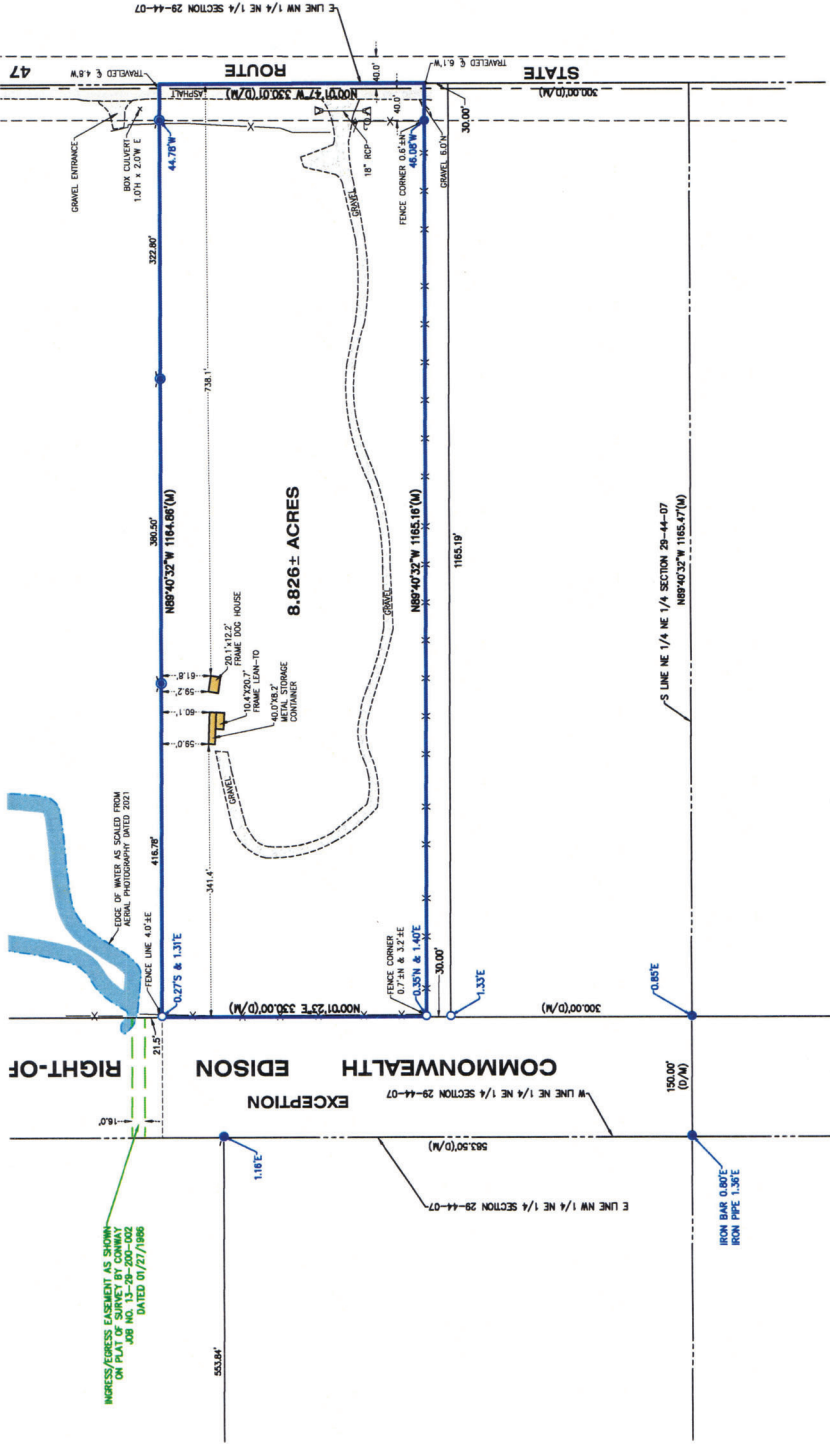 E LINE NW 1/4 NE 1/4 SECTION 29-44-07
47
TRAVELED ℄ 4.8'W
ROUTE
40.0'
TRAVELED ℄ 6.1'W
STATE
ASPHALT
N00°01'47"W 330.01'(D/M)
40.0'
300.00'(D/M)
GRAVEL ENTRANCE
BOX CULVERT
1.0'H x 2.0'W E
44.78'W
18" RCP
FENCE CORNER 0.6'±N
46.08'W
GRAVEL 6.0'N
30.00'
GRAVEL
322.80'
738.1'
380.50'
N89°40'32"W 1164.86'(M)
8.826± ACRES
N89°40'32"W 1165.16'(M)
1165.19'
S LINE NE 1/4 NE 1/4 SECTION 29-44-07
N89°40'32"W 1165.47'(M)
61.8'
59.2'
20.1'x12.2'
FRAME DOG HOUSE
60.1'
10.4'X20.7'
FRAME LEAN-TO
59.0'
40.0'X8.2'
METAL STORAGE
CONTAINER
GRAVEL
GRAVEL
EDGE OF WATER AS SCALED FROM
AERIAL PHOTOGRAPHY DATED 2021
416.78'
341.4'
FENCE LINE 4.0'±E
0.27'S & 1.31'E
N00°01'23"E 330.00'(D/M)
FENCE CORNER
0.7'±N & 3.2'±E
0.35'N & 1.40'E
30.00'
1.33'E
300.00'(D/M)
0.85'E
21.5'
RIGHT-OF
EDISON
COMMONWEALTH
EXCEPTION
W LINE NE 1/4 NE 1/4 SECTION 29-44-07
150.00'
(D/M)
16.0'
583.50'(D/M)
1.16'E
E LINE NW 1/4 NE 1/4 SECTION 29-44-07
IRON BAR 0.80'E
IRON PIPE 1.36'E
INGRESS/EGRESS EASEMENT AS SHOWN
ON PLAT OF SURVEY BY CONWAY
JOB NO. 13-29-200-002
DATED 01/27/1986
553.84'